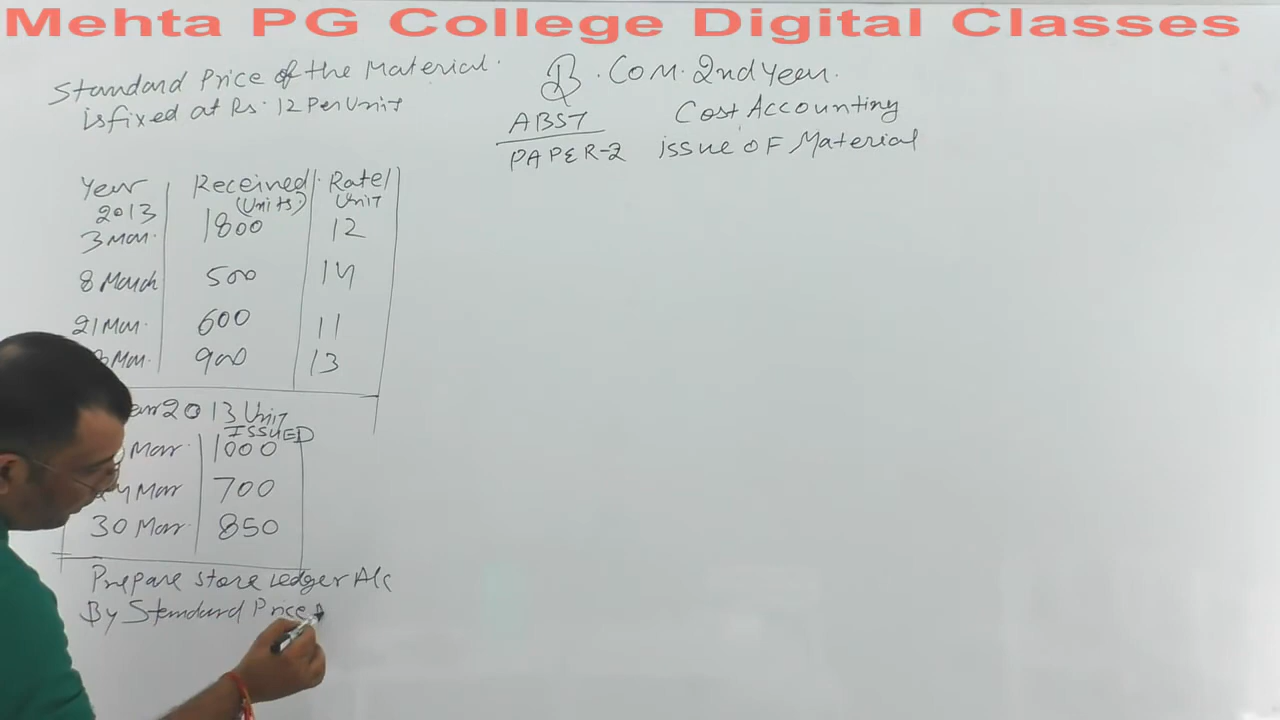 Mehta PG College Digital Classes
Standard Price of the Material.
is fixed at Rs. 12 Per Unit
B. Com. 2nd Year.
ABST
PAPER-2
Cost Accounting
issue of Material
Year Received Rate/
2013 (Units) Unit
3 Mar. 1800 12
8 March 500 14
21 Mar. 600 11
Mar. 900 13
2013 Unit
ISSUED
Mar. 1000
Mar 700
30 Mar. 850
Prepare Store Ledger A/c
By Standard Price